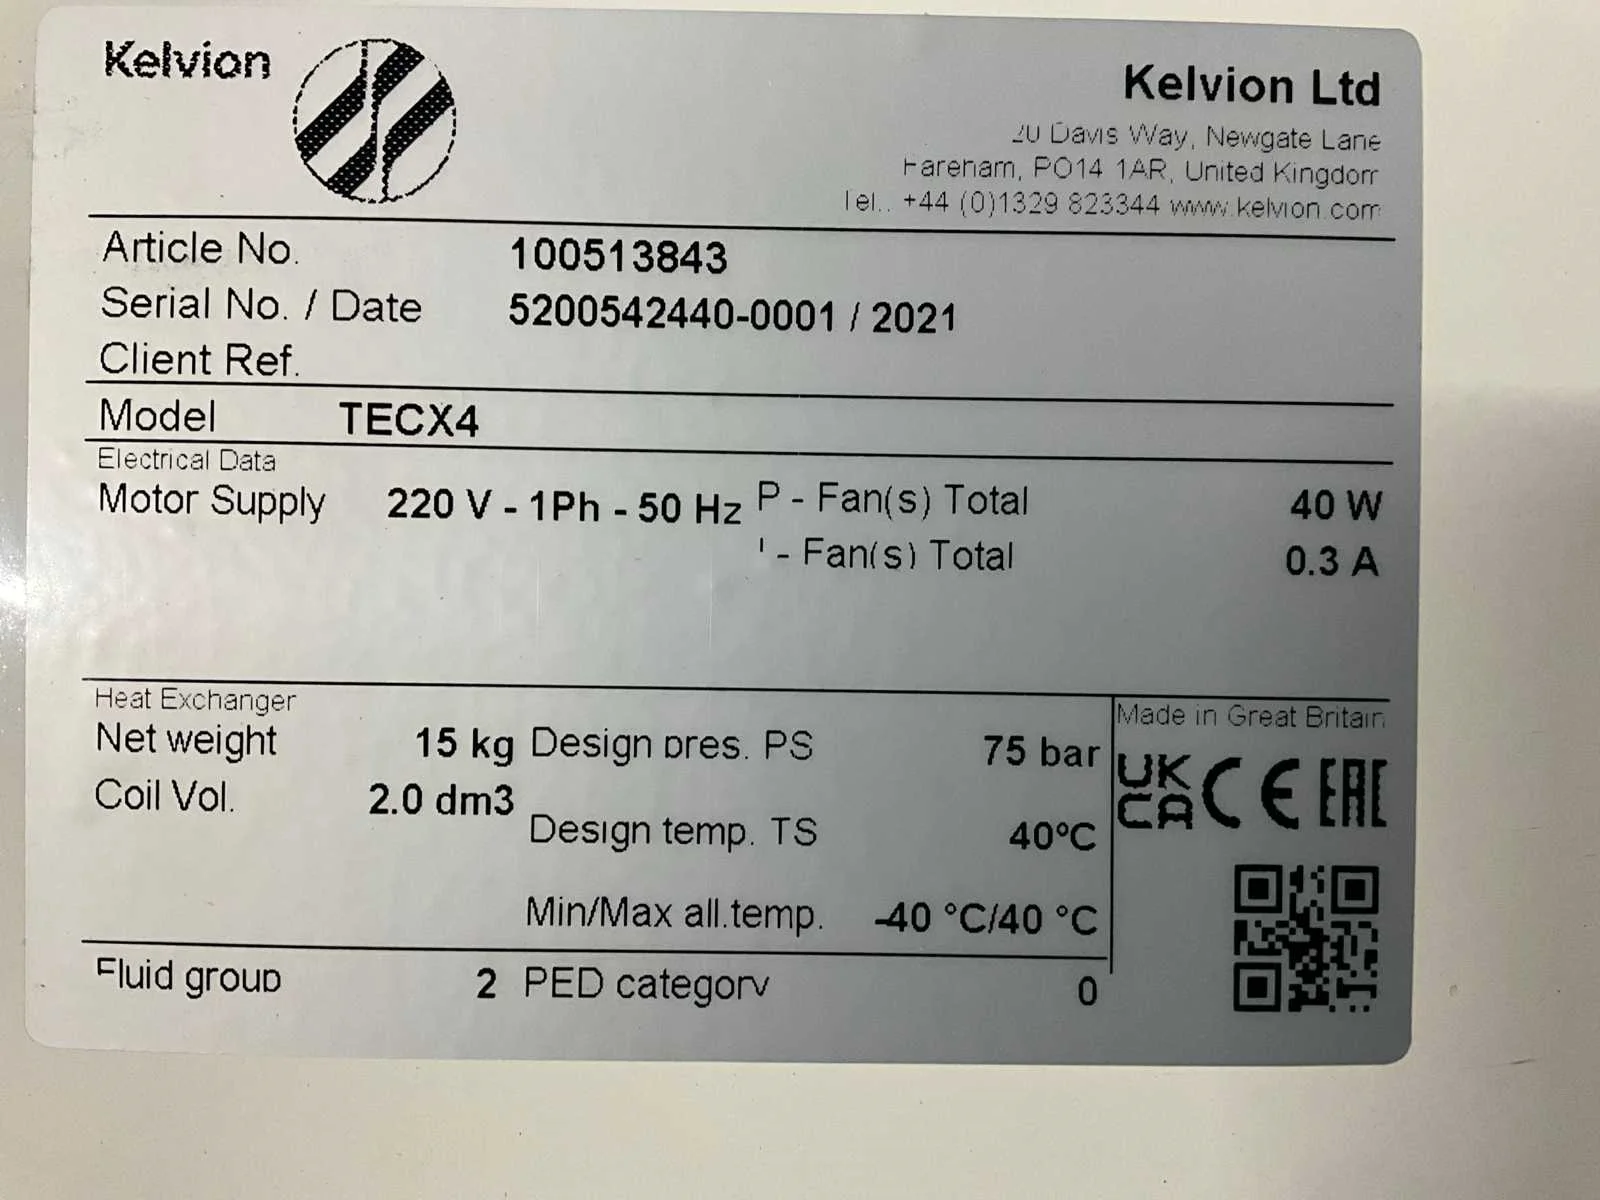 Kelvion
Kelvion Ltd
20 Davis Way, Newgate Lane
Fareham, PO14 1AR, United Kingdom
Tel.. +44 (0)1329 823344 www.kelvion.com
Article No. 100513843
Serial No. / Date 5200542440-0001 / 2021
Client Ref.
Model TECX4
Electrical Data
Motor Supply 220 V - 1Ph - 50 Hz P - Fan(s) Total 40 W
I - Fan(s) Total 0.3 A
Heat Exchanger
Net weight 15 kg Design pres. PS 75 bar
Coil Vol. 2.0 dm3
Design temp. TS 40°C
Min/Max all.temp. -40 °C/40 °C
Fluid group 2 PED category 0
Made in Great Britain
UK
CA CE EAC